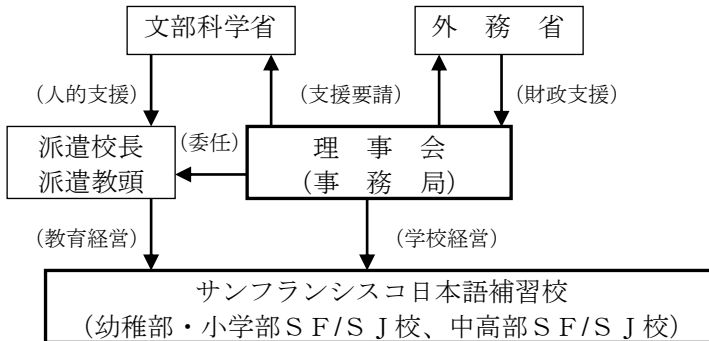 文部科学省
外　務　省
(人的支援)
(支援要請)
(財政支援)
派遣校長
派遣教頭
(委任)
理　事　会
(事　務　局)
(教育経営)
(学校経営)
サンフランシスコ日本語補習校
(幼稚部・小学部ＳＦ/ＳＪ校、中高部ＳＦ/ＳＪ校)